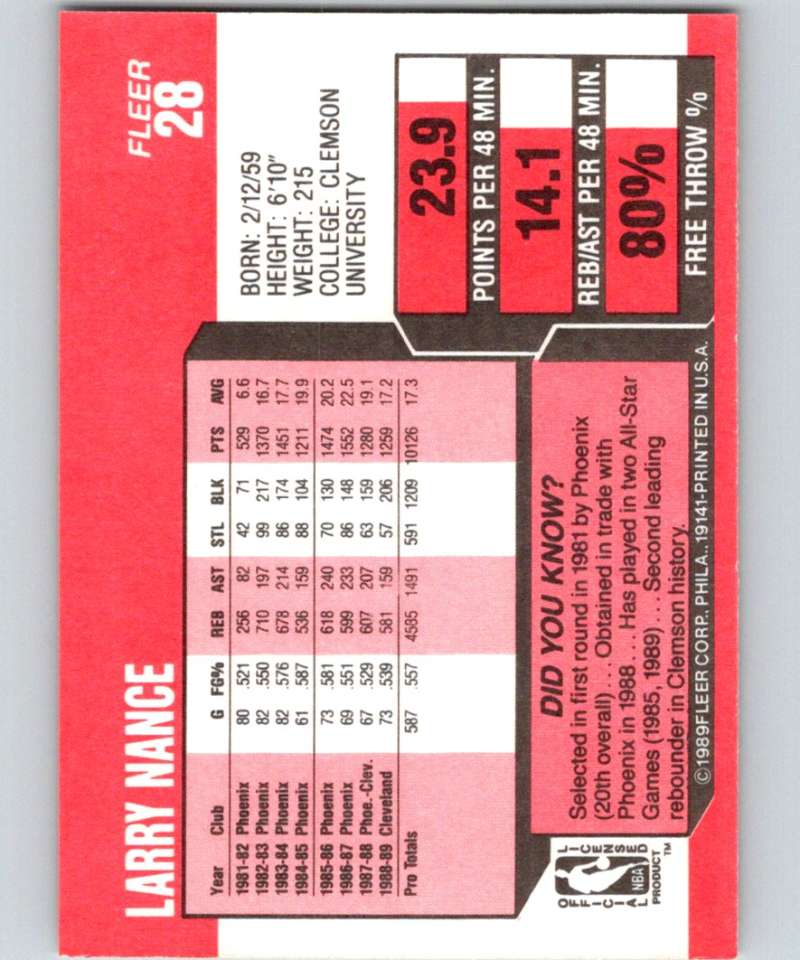 LARRY NANCE
FLEER
28
BORN: 2/12/59
HEIGHT: 6'10"
WEIGHT: 215
COLLEGE: CLEMSON
UNIVERSITY
Year Club G FG% REB AST STL BLK PTS AVG
1981-82 Phoenix 80 .521 256 82 42 71 529 6.6
1982-83 Phoenix 82 .550 710 197 99 217 1370 16.7
1983-84 Phoenix 82 .576 678 214 86 174 1451 17.7
1984-85 Phoenix 61 .587 536 159 88 104 1211 19.9
1985-86 Phoenix 73 .581 618 240 70 130 1474 20.2
1986-87 Phoenix 69 .551 599 233 86 148 1552 22.5
1987-88 Phoe.-Clev. 67 .529 607 207 63 159 1280 19.1
1988-89 Cleveland 73 .539 581 159 57 206 1259 17.2
Pro Totals 587 .557 4585 1491 591 1209 10126 17.3
23.9
POINTS PER 48 MIN.
14.1
REB/AST PER 48 MIN.
80%
FREE THROW %
DID YOU KNOW?
Selected in first round in 1981 by Phoenix
(20th overall)...Obtained in trade with
Phoenix in 1988...Has played in two All-Star
Games (1985, 1989)...Second leading
rebounder in Clemson history.
OFFICIAL LICENSED
NBA
PRODUCT™
©1989 FLEER CORP., PHILA., 19141-PRINTED IN U.S.A.